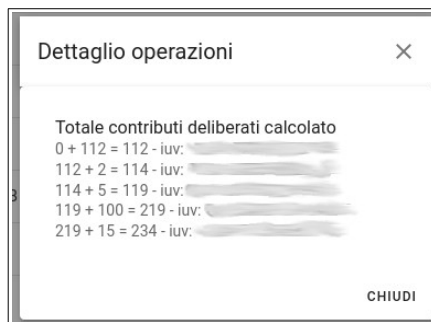 Dettaglio operazioni
Totale contributi deliberati calcolato
0 + 112 = 112 - iuv:
112 + 2 = 114 - iuv:
114 + 5 = 119 - iuv:
119 + 100 = 219 - iuv:
219 + 15 = 234 - iuv:
CHIUDI